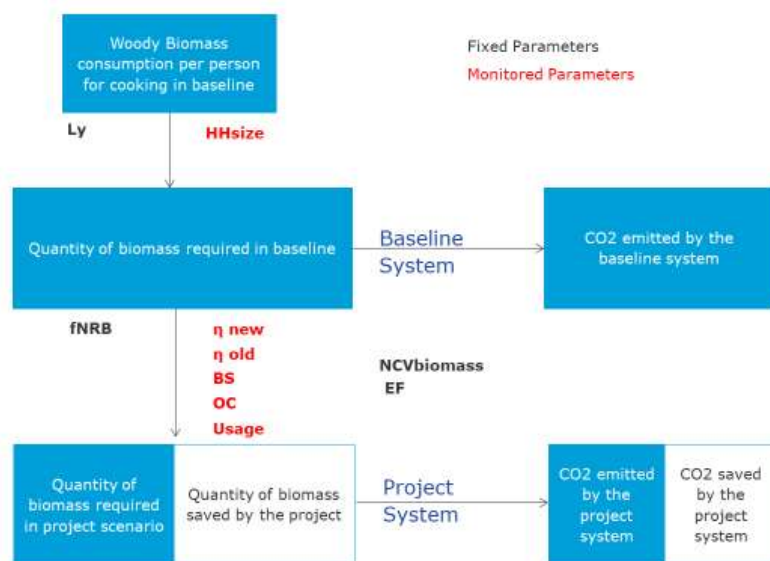 Woody Biomass
consumption per person
for cooking in baseline
Fixed Parameters
Monitored Parameters
Ly
HHsize
Quantity of biomass required in baseline
Baseline
System
CO2 emitted by the
baseline system
fNRB
η new
η old
BS
OC
Usage
NCVbiomass
EF
Quantity of
biomass required
in project scenario
Quantity of biomass
saved by the project
Project
System
CO2 emitted
by the
project
system
CO2 saved
by the
project
system